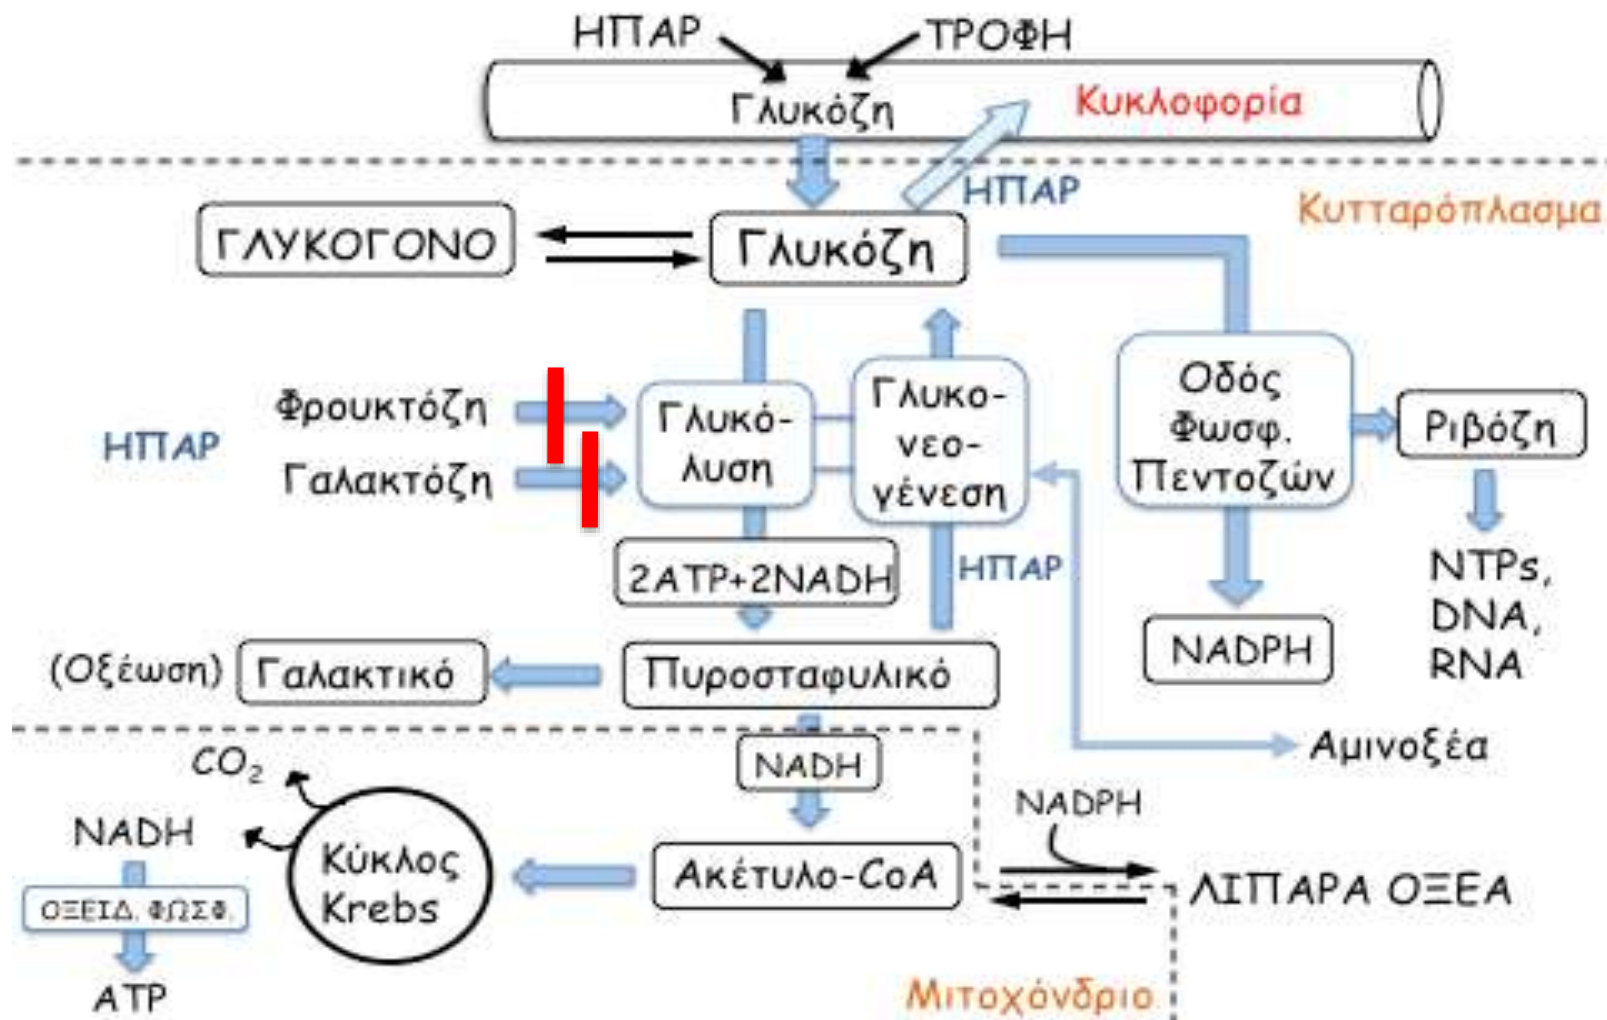 ΗΠΑΡ
ΤΡΟΦΗ
Γλυκόζη
Κυκλοφορία
ΗΠΑΡ
Κυτταρόπλασμα
ΓΛΥΚΟΓΟΝΟ
Γλυκόζη
Φρουκτόζη
Γαλακτόζη
ΗΠΑΡ
Γλυκό-
λυση
Γλυκο-
νεο-
γένεση
Οδός
Φωσφ.
Πεντοζών
Ριβόζη
2ATP+2NADH
ΗΠΑΡ
NTPs,
DNA,
RNA
NADPH
(Οξέωση)
Γαλακτικό
Πυροσταφυλικό
Αμινοξέα
NADH
CO2
NADH
Κύκλος
Krebs
Ακέτυλο-CoA
NADPH
ΛΙΠΑΡΑ ΟΞΕΑ
ΟΞΕΙΔ. ΦΩΣΦ.
ATP
Μιτοχόνδριο